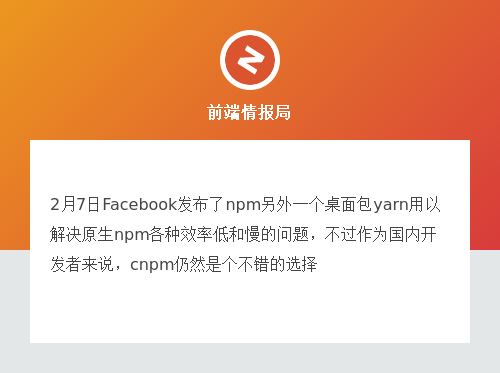 前端情报局
2月7日Facebook发布了npm另外一个桌面包yarn用以
解决原生npm各种效率低和慢的问题，不过作为国内开
发者来说，cnpm仍然是个不错的选择